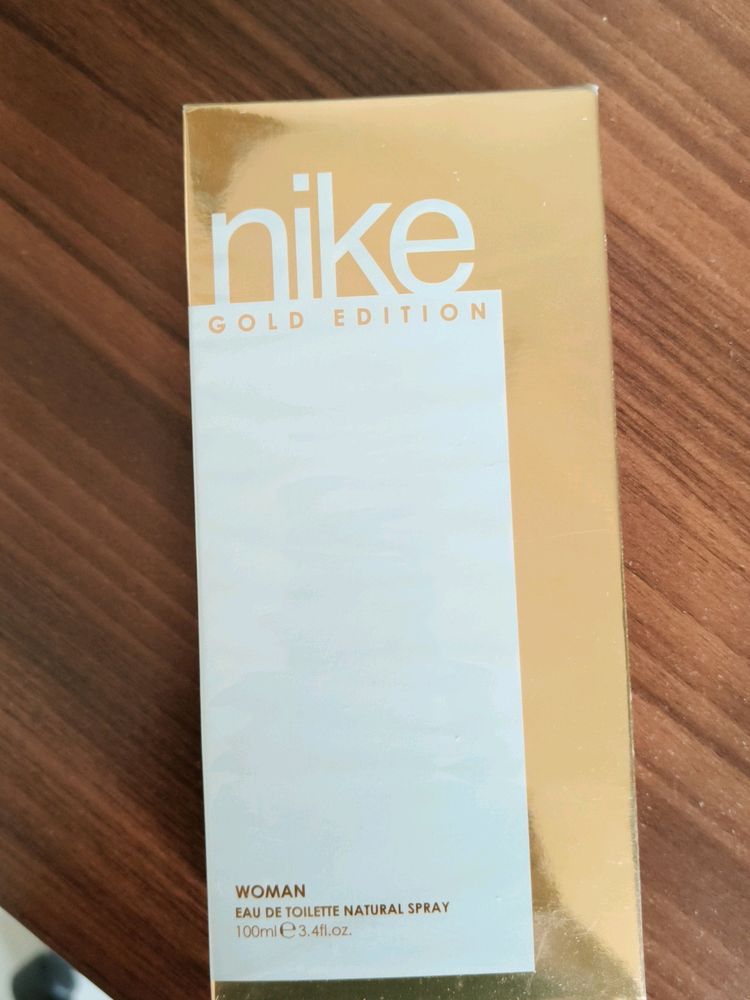 nike
GOLD EDITION
WOMAN
EAU DE TOILETTE NATURAL SPRAY
100ml ℮ 3.4fl.oz.